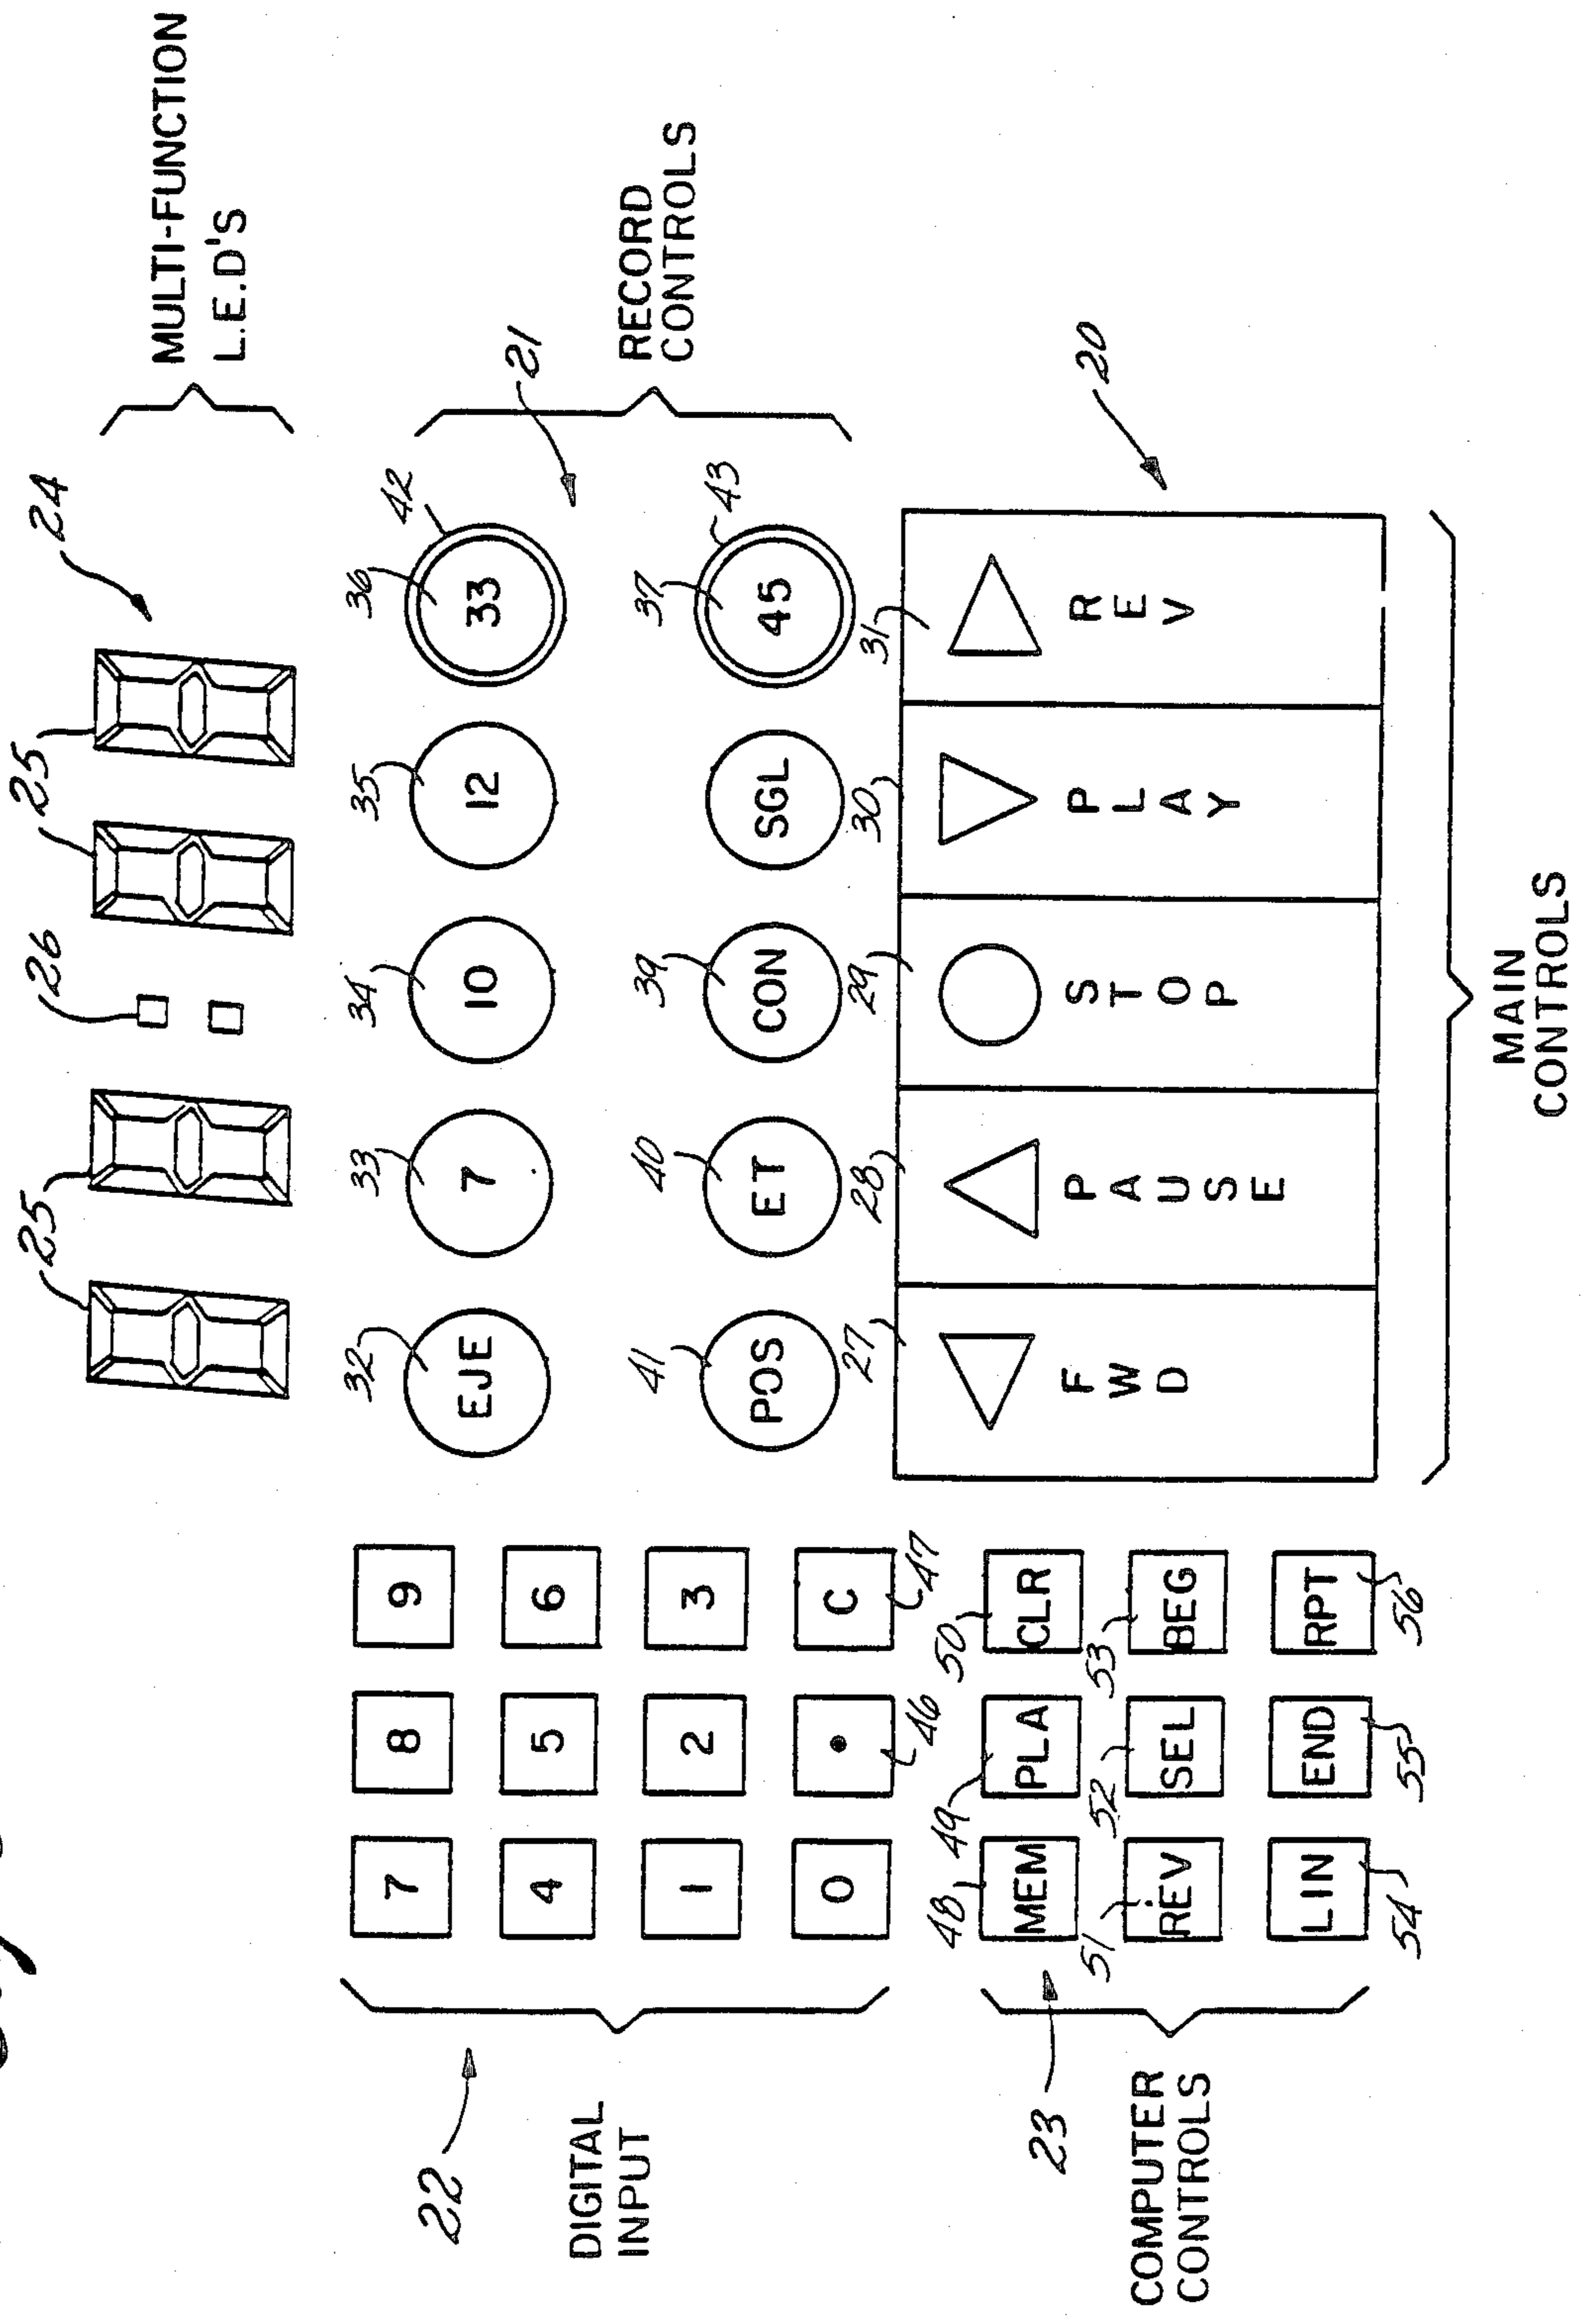 24
25
25
26
25
MULTI-FUNCTION
L.E.D'S
22
DIGITAL
INPUT
7 8 9
4 5 6
1 2 3
0 • C
46 47
32 33 34 35 36 42
EJE 7 10 12 33
21
RECORD
CONTROLS
41 40 39 37 43
POS ET CON SGL 45
23
COMPUTER
CONTROLS
48 49 50
MEM PLA CLR
51 52 53
REV SEL BEG
LIN END RPT
54 55 56
27 28 29 30 31
FWD
PAUSE
STOP
PLAY
REV
20
MAIN
CONTROLS